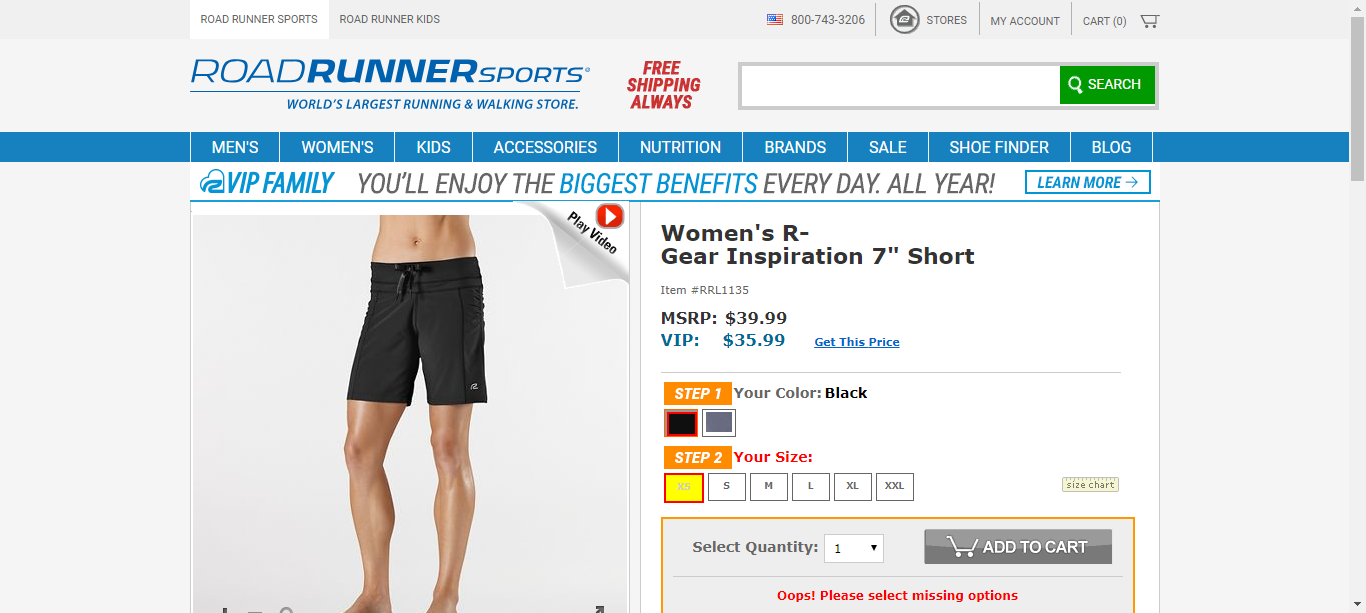 ROAD RUNNER SPORTS ROAD RUNNER KIDS 800-743-3206 STORES MY ACCOUNT CART (0)
ROADRUNNERSPORTS®
WORLD'S LARGEST RUNNING & WALKING STORE.
FREE
SHIPPING
ALWAYS
SEARCH
MEN'S WOMEN'S KIDS ACCESSORIES NUTRITION BRANDS SALE SHOE FINDER BLOG
VIP FAMILY YOU'LL ENJOY THE BIGGEST BENEFITS EVERY DAY. ALL YEAR! LEARN MORE →
Play Video
Women's R-
Gear Inspiration 7" Short
Item #RRL1135
MSRP: $39.99
VIP: $35.99 Get This Price
STEP 1 Your Color: Black
STEP 2 Your Size:
XS S M L XL XXL size chart
Select Quantity: 1 ADD TO CART
Oops! Please select missing options